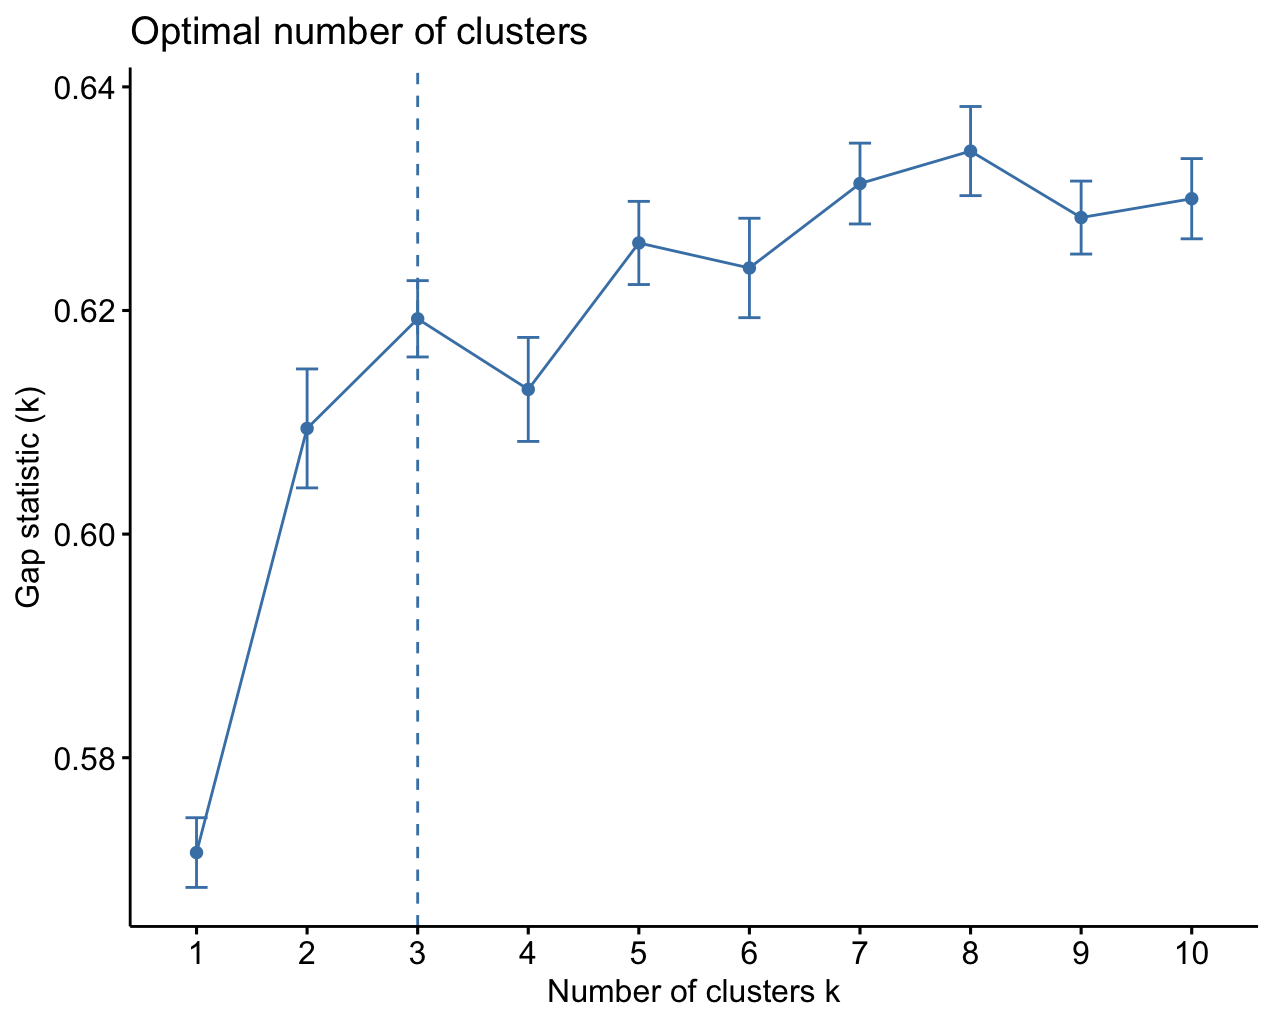 Optimal number of clusters
0.64
0.62
0.60
0.58
Gap statistic (k)
1 2 3 4 5 6 7 8 9 10
Number of clusters k